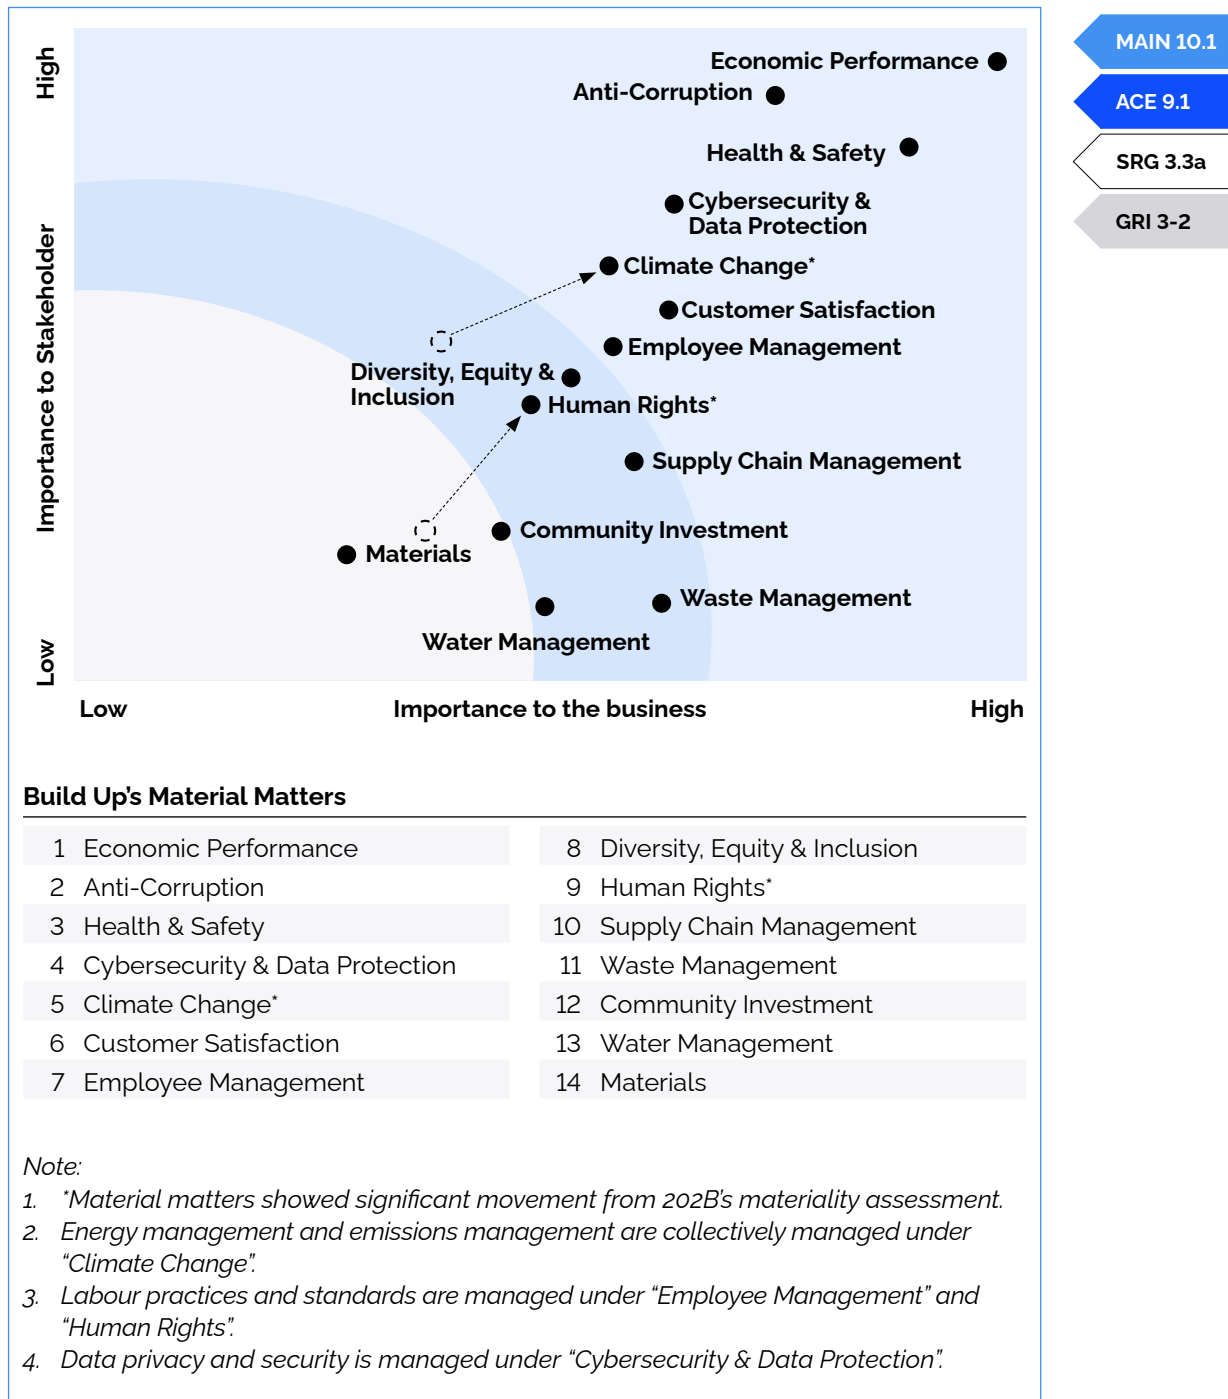 High
Importance to Stakeholder
Low
Economic Performance
Anti-Corruption
Health & Safety
Cybersecurity &
Data Protection
Climate Change*
Customer Satisfaction
Employee Management
Diversity, Equity &
Inclusion
Human Rights*
Supply Chain Management
Community Investment
Materials
Waste Management
Water Management
Low
Importance to the business
High
MAIN 10.1
ACE 9.1
SRG 3.3a
GRI 3-2
Build Up's Material Matters
1 Economic Performance
2 Anti-Corruption
3 Health & Safety
4 Cybersecurity & Data Protection
5 Climate Change*
6 Customer Satisfaction
7 Employee Management
8 Diversity, Equity & Inclusion
9 Human Rights*
10 Supply Chain Management
11 Waste Management
12 Community Investment
13 Water Management
14 Materials
Note:
1. *Material matters showed significant movement from 202B's materiality assessment.
2. Energy management and emissions management are collectively managed under
"Climate Change".
3. Labour practices and standards are managed under "Employee Management" and
"Human Rights".
4. Data privacy and security is managed under "Cybersecurity & Data Protection".